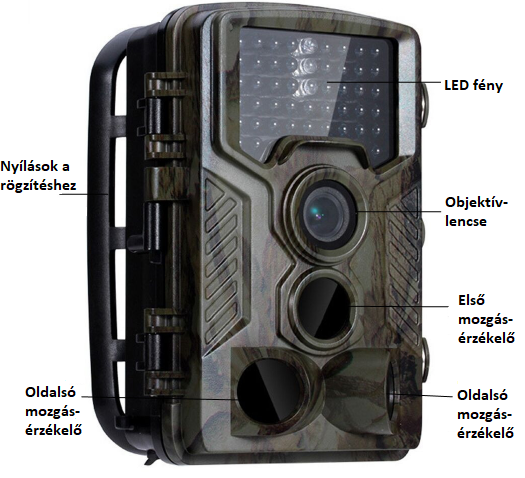 LED fény
Nyílások a
rögzítéshez
Objektív-
lencse
Első
mozgás-
érzékelő
Oldalsó
mozgás-
érzékelő
Oldalsó
mozgás-
érzékelő